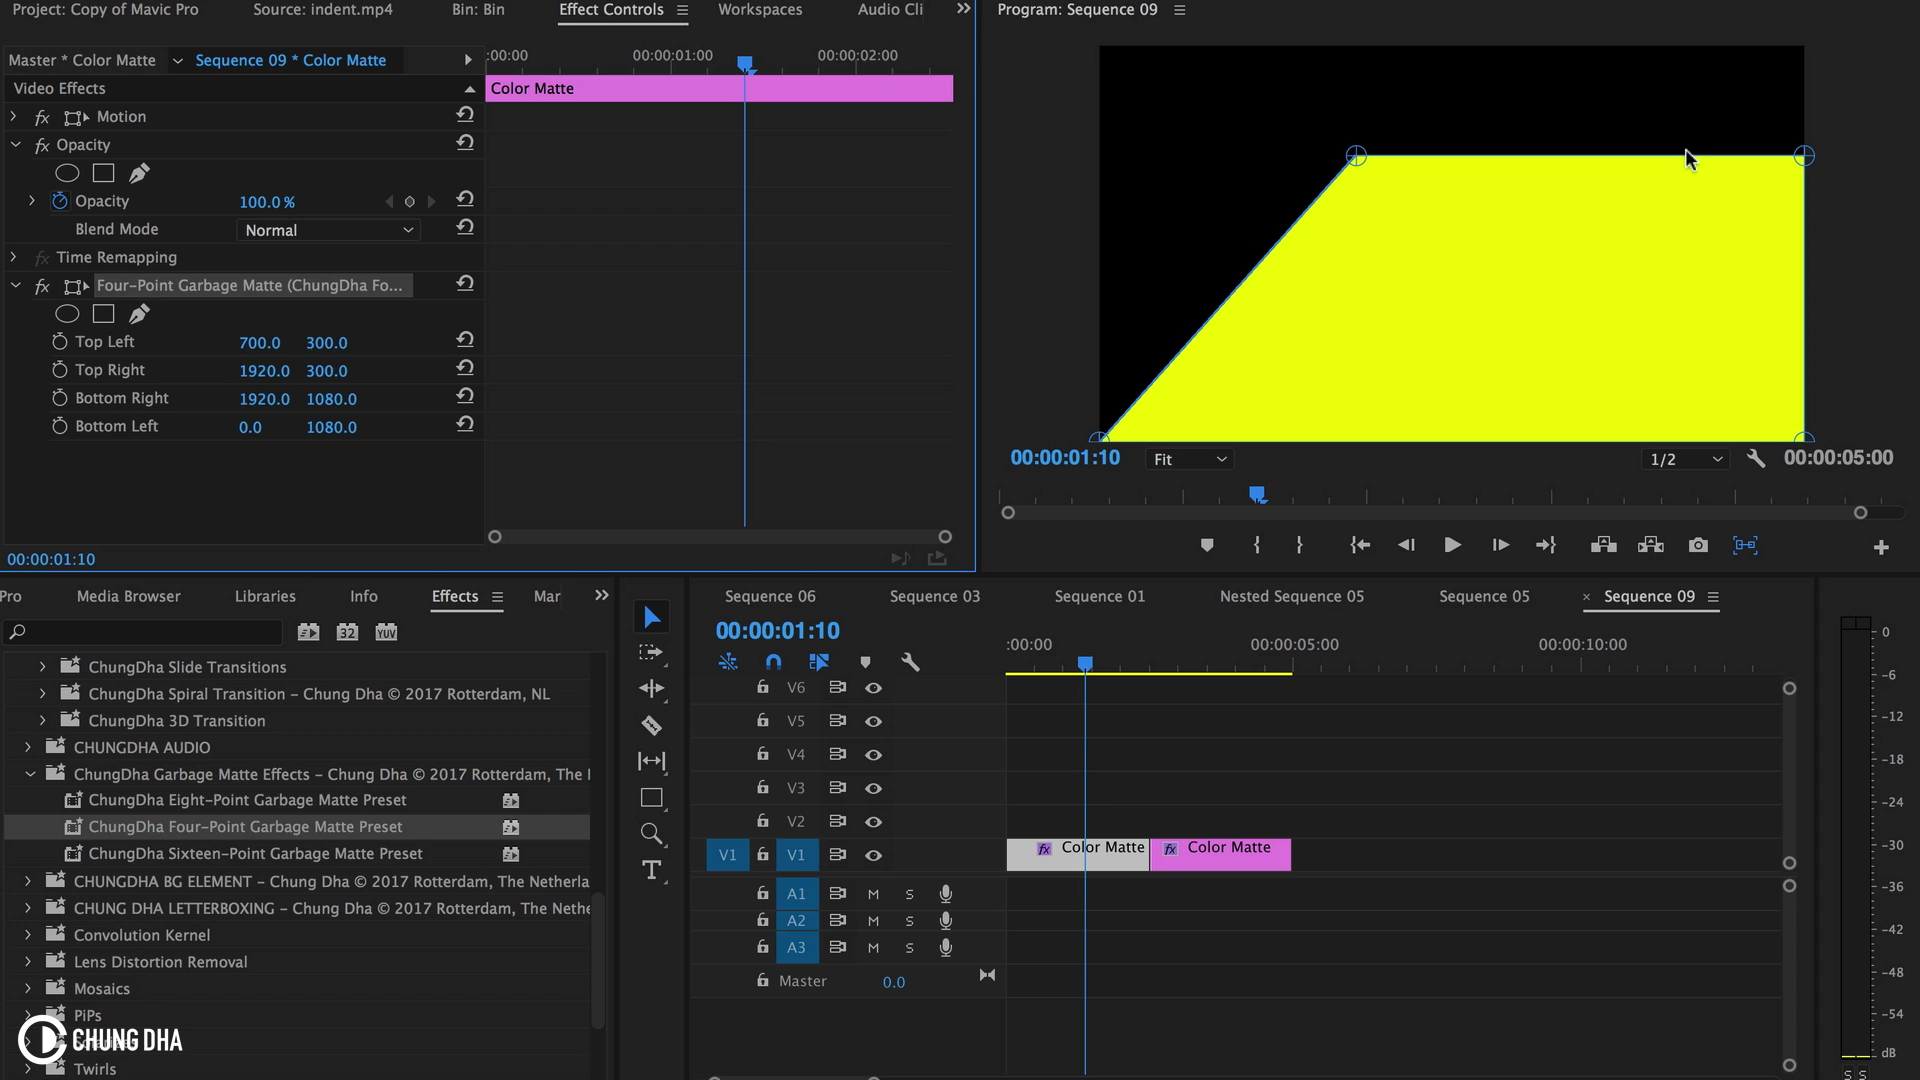 Project: Copy of Mavic Pro
Source: indent.mp4
Bin: Bin
Effect Controls
Workspaces
Audio Cli
Program: Sequence 09
Master * Color Matte
Sequence 09 * Color Matte
:00:00
00:00:01:00
00:00:02:00
Video Effects
Color Matte
fx Motion
fx Opacity
Opacity 100.0 %
Blend Mode Normal
fx Time Remapping
fx Four-Point Garbage Matte (ChungDha Fo...
Top Left 700.0 300.0
Top Right 1920.0 300.0
Bottom Right 1920.0 1080.0
Bottom Left 0.0 1080.0
00:00:01:10
00:00:01:10
Fit
1/2
00:00:05:00
Pro
Media Browser
Libraries
Info
Effects
Mar
32
YUV
ChungDha Slide Transitions
ChungDha Spiral Transition – Chung Dha © 2017 Rotterdam, NL
ChungDha 3D Transition
CHUNGDHA AUDIO
ChungDha Garbage Matte Effects – Chung Dha © 2017 Rotterdam, The
ChungDha Eight-Point Garbage Matte Preset
ChungDha Four-Point Garbage Matte Preset
ChungDha Sixteen-Point Garbage Matte Preset
CHUNGDHA BG ELEMENT – Chung Dha © 2017 Rotterdam, The Netherla
CHUNG DHA LETTERBOXING – Chung Dha © 2017 Rotterdam, The Nethe
Convolution Kernel
Lens Distortion Removal
Mosaics
PiPs
CHUNG DHA
Twirls
Sequence 06
Sequence 03
Sequence 01
Nested Sequence 05
Sequence 05
× Sequence 09
00:00:01:10
:00:00
00:00:05:00
00:00:10:00
V6
V5
V4
V3
V2
V1 V1
fx Color Matte
fx Color Matte
A1 M S
A2 M S
A3 M S
Master 0.0
0
-6
-12
-18
-24
-30
-36
-42
-48
-54
dB
S S